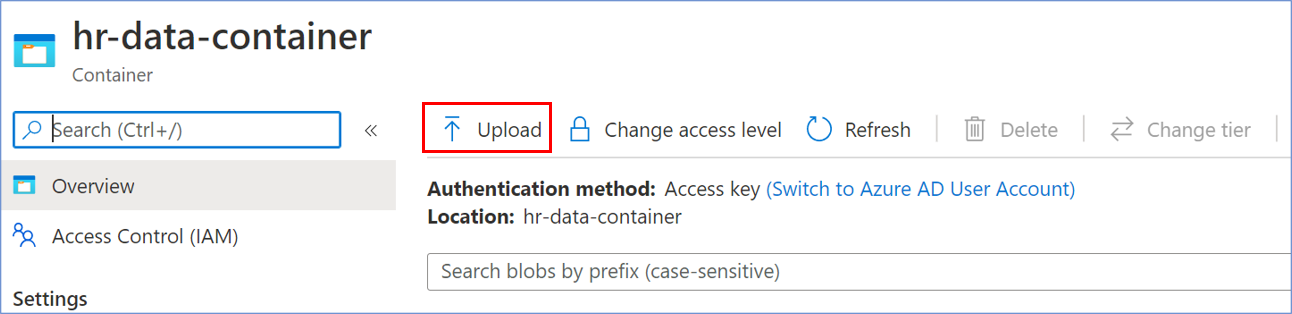 hr-data-container
Container
Search (Ctrl+/)
«
Overview
Access Control (IAM)
Settings
Upload Change access level Refresh Delete Change tier
Authentication method: Access key (Switch to Azure AD User Account)
Location: hr-data-container
Search blobs by prefix (case-sensitive)